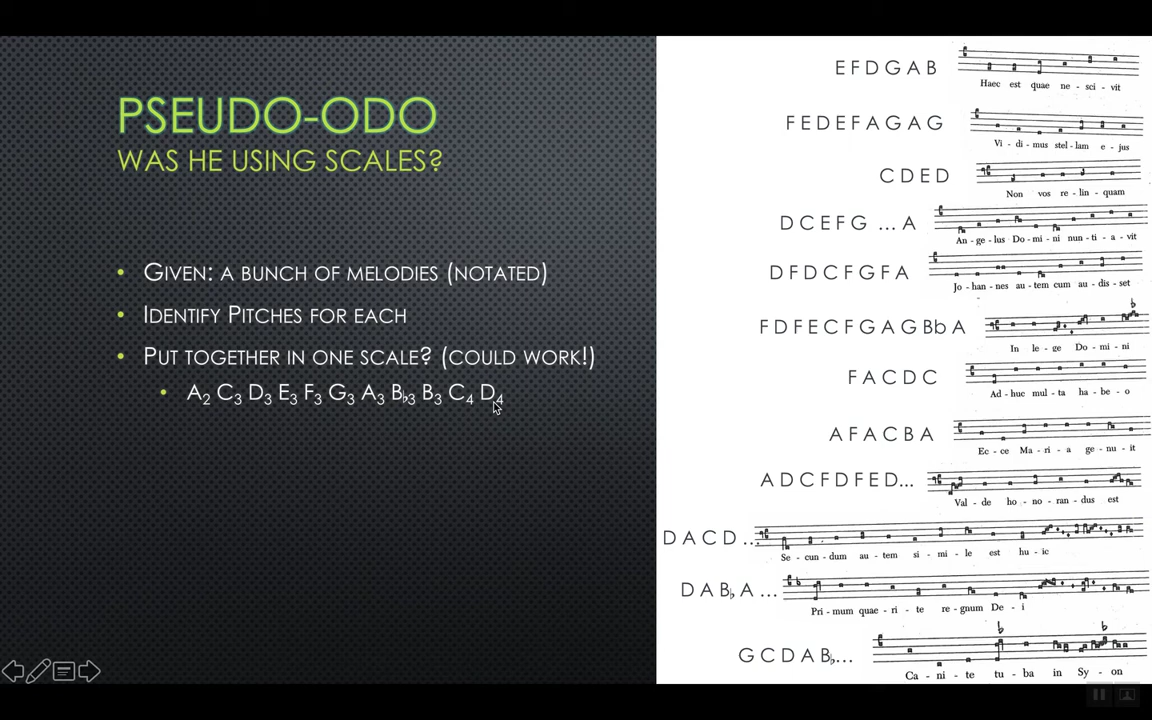 PSEUDO-ODO
WAS HE USING SCALES?
• GIVEN: A BUNCH OF MELODIES (NOTATED)
• IDENTIFY PITCHES FOR EACH
• PUT TOGETHER IN ONE SCALE? (COULD WORK!)
• A2 C3 D3 E3 F3 G3 A3 B♭3 B3 C4 D4
E F D G A B
Haec est quae ne - sci - vit
F E D E F A G A G
Vi - di - mus stel - lam e - jus
C D E D
Non vos re - lin - quam
D C E F G ... A
An - ge - lus Do - mi - ni nun - ti - a - vit
D F D C F G F A
Jo - han - nes au - tem cum au - dis - set
F D F E C F G A G Bb A
♭
In le - ge Do - mi - ni
F A C D C
Ad - huc mul - ta ha - be - o
A F A C B A
Ec - ce Ma - ri - a ge - nu - it
A D C F D F E D...
Val - de ho - no - ran - dus est
D A C D ...
Se - cun - dum au - tem si - mi - le est hu - ic
D A B♭ A ...
Pri - mum quae - ri - te re - gnum De - i
♭ ♭
G C D A B♭...
Ca - ni - te tu - ba in Sy - on